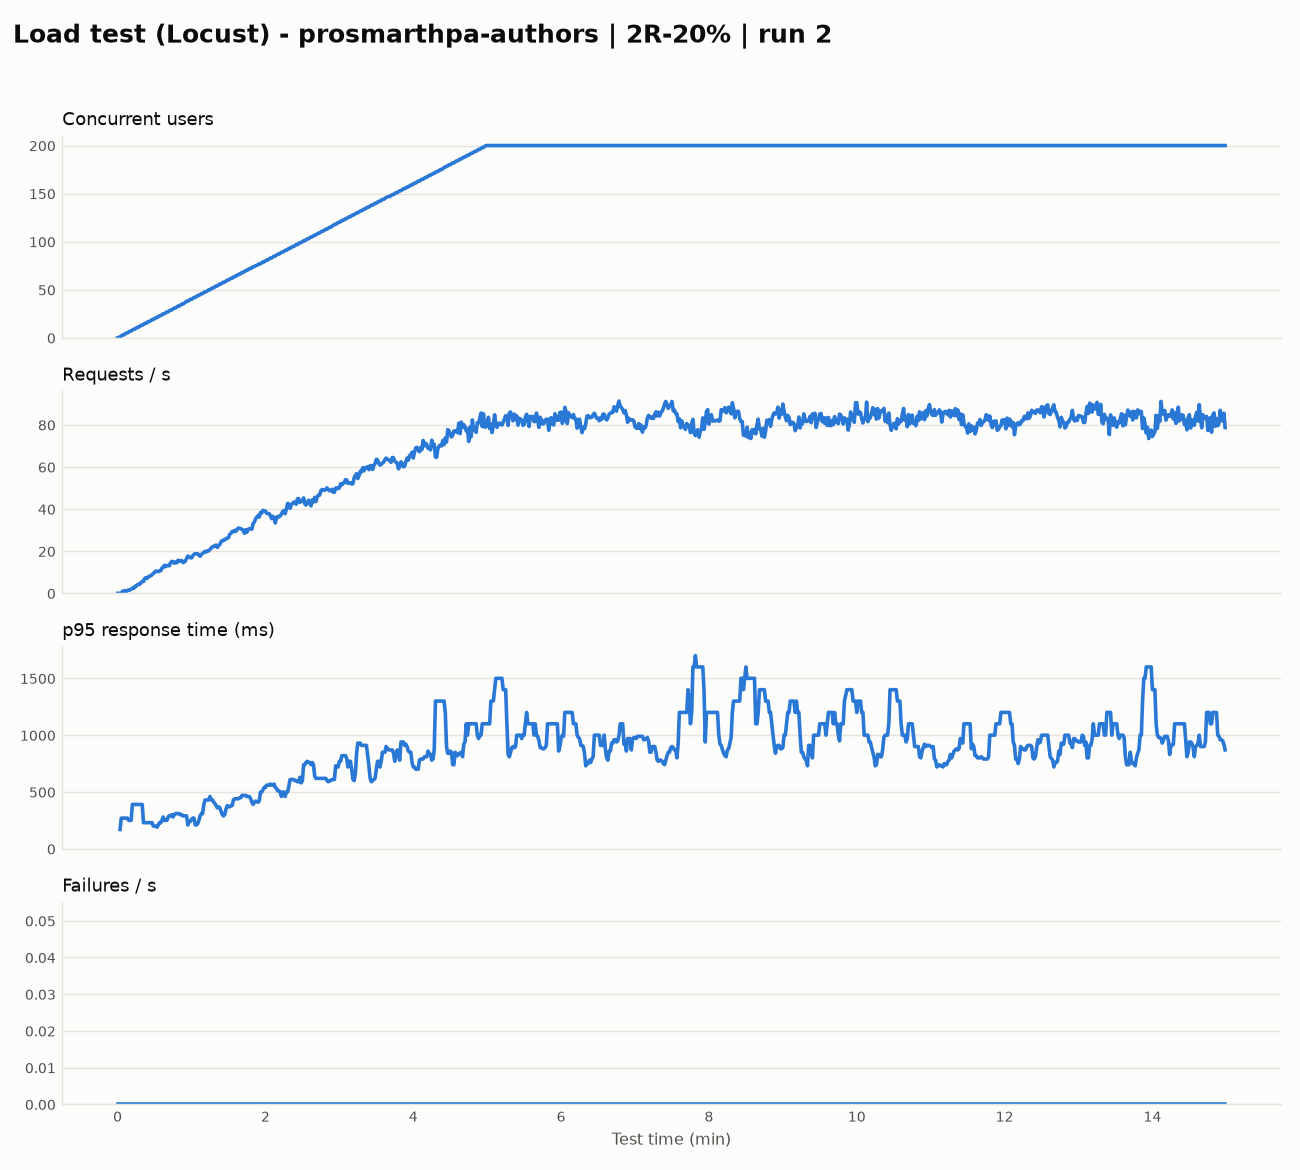 Load test (Locust) - prosmarthpa-authors | 2R-20% | run 2
Concurrent users
200
150
100
50
0
Requests / s
80
60
40
20
0
p95 response time (ms)
1500
1000
500
0
Failures / s
0.05
0.04
0.03
0.02
0.01
0.00
0 2 4 6 8 10 12 14
Test time (min)